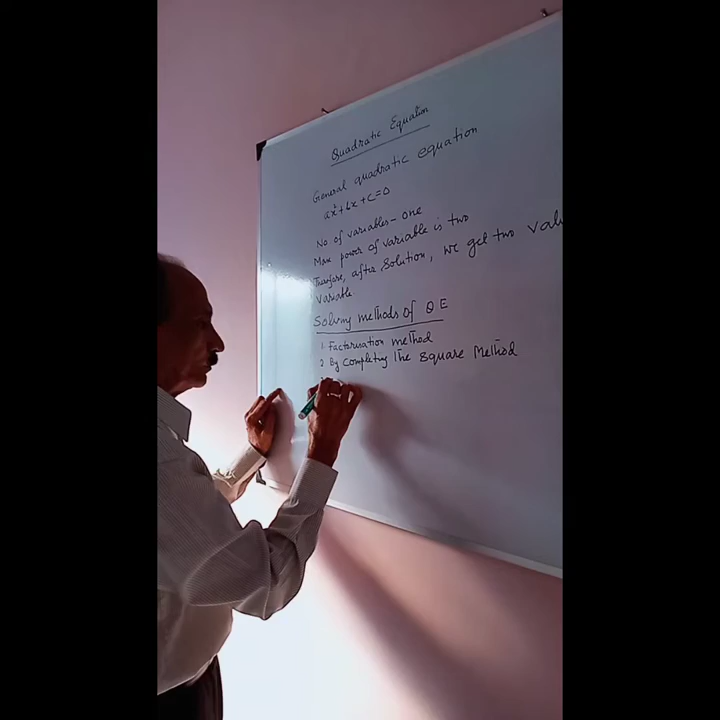 Quadratic Equation
General quadratic equation
ax²+bx+c=0
No of variables - one
Max power of variable is two
Therefore, after solution, we get two valu
variable.
Solving methods of Q E
1. Factorisation method
2 By completing the square Method